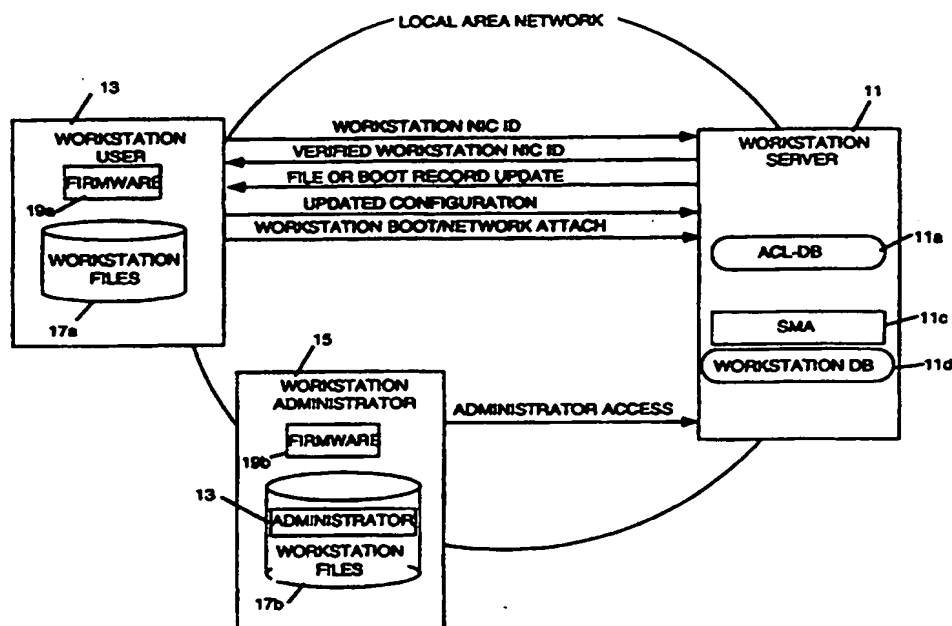 LOCAL AREA NETWORK
13
WORKSTATION
USER
FIRMWARE
19a
WORKSTATION
FILES
17a
WORKSTATION NIC ID
VERIFIED WORKSTATION NIC ID
FILE OR BOOT RECORD UPDATE
UPDATED CONFIGURATION
WORKSTATION BOOT/NETWORK ATTACH
11
WORKSTATION
SERVER
ACL-DB
11a
SMA
11c
WORKSTATION DB
11d
15
WORKSTATION
ADMINISTRATOR
FIRMWARE
19b
13
ADMINISTRATOR
WORKSTATION
FILES
17b
ADMINISTRATOR ACCESS